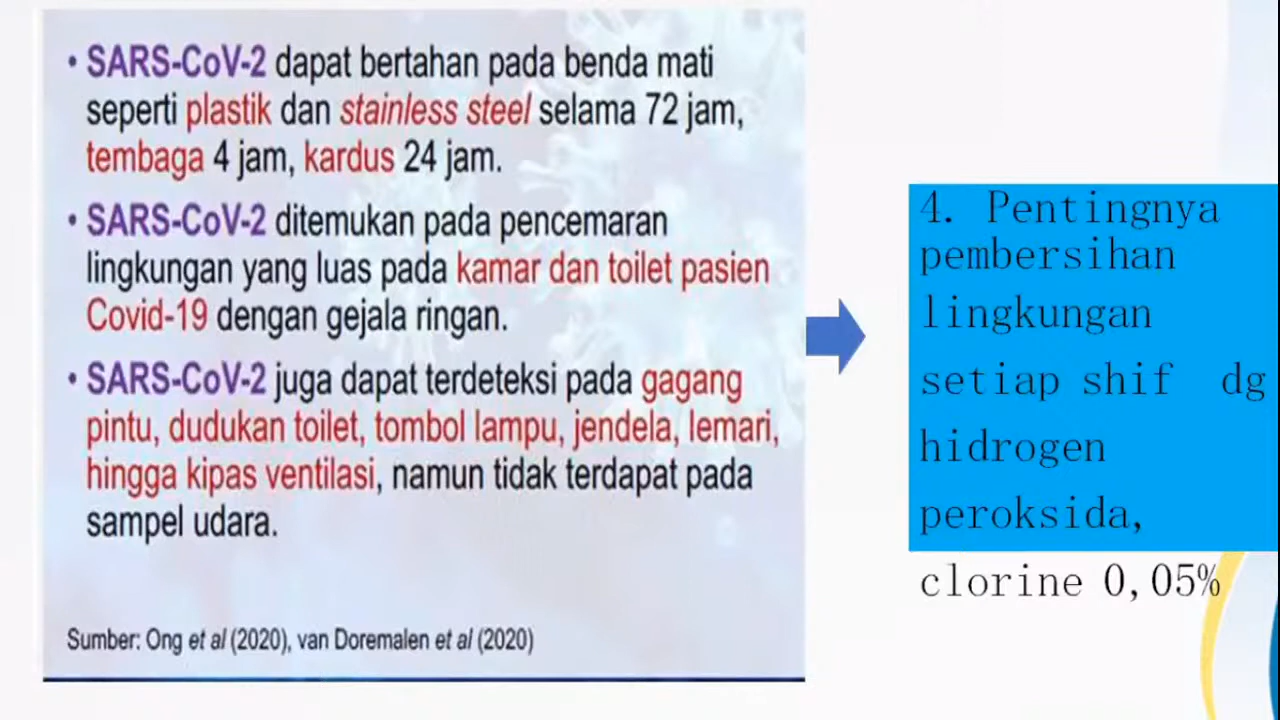 • SARS-CoV-2 dapat bertahan pada benda mati
seperti plastik dan stainless steel selama 72 jam,
tembaga 4 jam, kardus 24 jam.
• SARS-CoV-2 ditemukan pada pencemaran
lingkungan yang luas pada kamar dan toilet pasien
Covid-19 dengan gejala ringan.
• SARS-CoV-2 juga dapat terdeteksi pada gagang
pintu, dudukan toilet, tombol lampu, jendela, lemari,
hingga kipas ventilasi, namun tidak terdapat pada
sampel udara.
Sumber: Ong et al (2020), van Doremalen et al (2020)
4. Pentingnya
pembersihan
lingkungan
setiap shif dg
hidrogen
peroksida,
clorine 0,05%